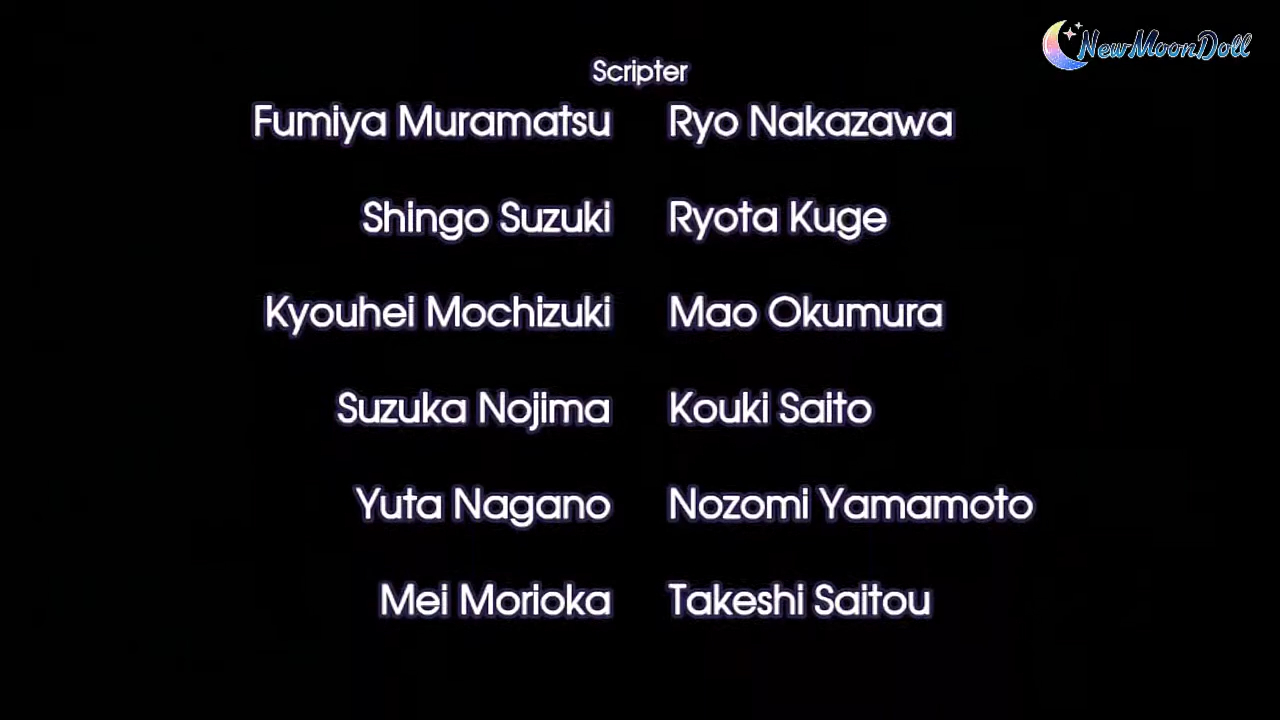 NewMoonDoll
Scripter
Fumiya Muramatsu Ryo Nakazawa
Shingo Suzuki Ryota Kuge
Kyouhei Mochizuki Mao Okumura
Suzuka Nojima Kouki Saito
Yuta Nagano Nozomi Yamamoto
Mei Morioka Takeshi Saitou